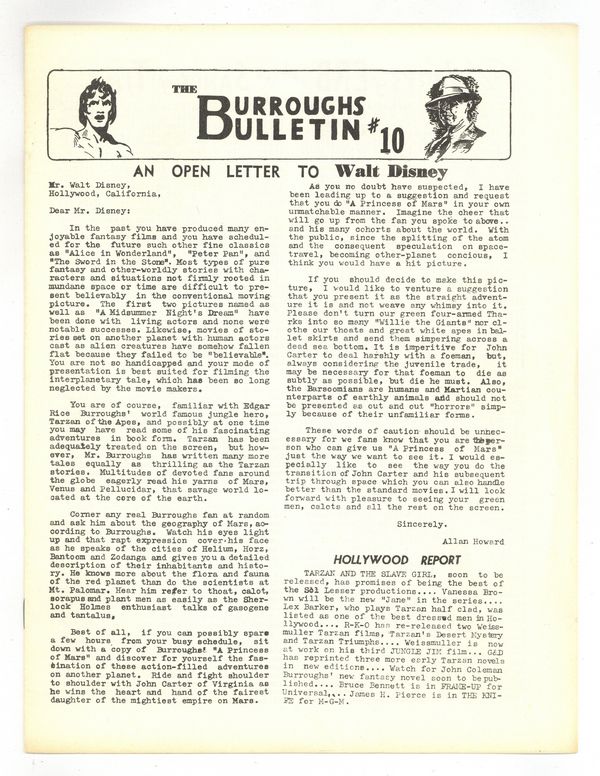 THE
BURROUGHS
BULLETIN #10
AN OPEN LETTER TO Walt Disney
Mr. Walt Disney,
Hollywood, California,
Dear Mr. Disney:
In the past you have produced many en-
joyable fantasy films and you have schedul-
ed for the future such other fine classics
as "Alice in Wonderland", "Peter Pan", and
"The Sword in the Stone". Most types of pure
fantasy and other-worldly stories with cha-
racters and situations not firmly rooted in
mundane space or time are difficult to pre-
sent believably in the conventional moving
picture. The first two pictures named as
well as "A Midsummer Night's Dream" have
been done with living actors and none were
notable successes. Likewise, movies of sto-
ries set on another planet with human actors
cast as alien creatures have somehow fallen
flat because they failed to be "believable".
You are not so handicapped and your mode of
presentation is best suited for filming the
interplanetary tale, which has been so long
neglected by the movie makers.
You are of course, familiar with Edgar
Rice Burroughs' world famous jungle hero,
Tarzan of the Apes, and possibly at one time
you may have read some of his fascinating
adventures in book form. Tarzan has been
adequately treated on the screen, but how-
ever, Mr. Burroughs has written many more
tales equally as thrilling as the Tarzan
stories. Multitudes of devoted fans around
the globe eagerly read his yarns of Mars,
Venus and Pellucidar, that savage world lo-
cated at the core of the earth.
Corner any real Burroughs fan at random
and ask him about the geography of Mars, ac-
cording to Burroughs. Watch his eyes light
up and that rapt expression cover his face
as he speaks of the cities of Helium, Horz,
Bantoom and Zodanga and gives you a detailed
description of their inhabitants and histo-
ry. He knows more about the flora and fauna
of the red planet than do the scientists at
Mt. Palomar. Hear him refer to thoat, calot,
sorapus and plant men as easily as the Sher-
lock Holmes enthusiast talks of gasogene
and tantalus.
Best of all, if you can possibly spare
a few hours from your busy schedule, sit
down with a copy of Burroughs' "A Princess
of Mars" and discover for yourself the fas-
cination of these action-filled adventures
on another planet. Ride and fight shoulder
to shoulder with John Carter of Virginia as
he wins the heart and hand of the fairest
daughter of the mightiest empire on Mars.
As you no doubt have suspected, I have
been leading up to a suggestion and request
that you do "A Princess of Mars" in your own
unmatchable manner. Imagine the cheer that
will go up from the fan you spoke to above..
and his many cohorts about the world. With
the public, since the splitting of the atom
and the consequent speculation on space-
travel, becoming other-planet concious, I
think you would have a hit picture.
If you should decide to make this pic-
ture, I would like to venture a suggestion
that you present it as the straight advent-
ure it is and not weave any whimsy into it.
Please don't turn our green four-armed Tha-
rks into so many "Willie the Giants" nor cl-
othe our thoats and great white apes in bal-
let skirts and send them simpering across a
dead sea bottom. It is imperitive for John
Carter to deal harshly with a foeman, but,
always considering the juvenile trade, it
may be necessary for that foeman to die as
subtly as possible, but die he must. Also,
the Barsoomians are humans and Martian cou-
nterparts of earthly animals and should not
be presented as out and out "horrors" simp-
ly because of their unfamiliar forms.
These words of caution should be unnec-
essary for we fans know that you are the per-
son who can give us "A Princess of Mars"
just the way we want to see it. I would es-
pecially like to see the way you do the
transition of John Carter and his subsequent
trip through space which you can also handle
better than the standard movies. I will look
forward with pleasure to seeing your green
men, calots and all the rest on the screen.
Sincerely.
Allan Howard
HOLLYWOOD REPORT
TARZAN AND THE SLAVE GIRL, soon to be
released, has promises of being the best of
the Sol Lesser productions.... Vanessa Bro-
wn will be the new "Jane" in the series....
Lex Barker, who plays Tarzan half clad, was
listed as one of the best dressed men in Ho-
llywood.... R-K-O has re-released two Weiss-
muller Tarzan films, Tarzan's Desert Mystery
and Tarzan Triumphs.... Weissmuller is now
at work on his third JUNGLE JIM film... G&D
has reprinted three more early Tarzan novels
in new editions.... Watch for John Coleman
Burroughs' new fantasy novel soon to be pub-
lished.... Bruce Bennett is in FRAME-UP for
Universal.... James H. Pierce is in THE KNI-
FE for M-G-M.